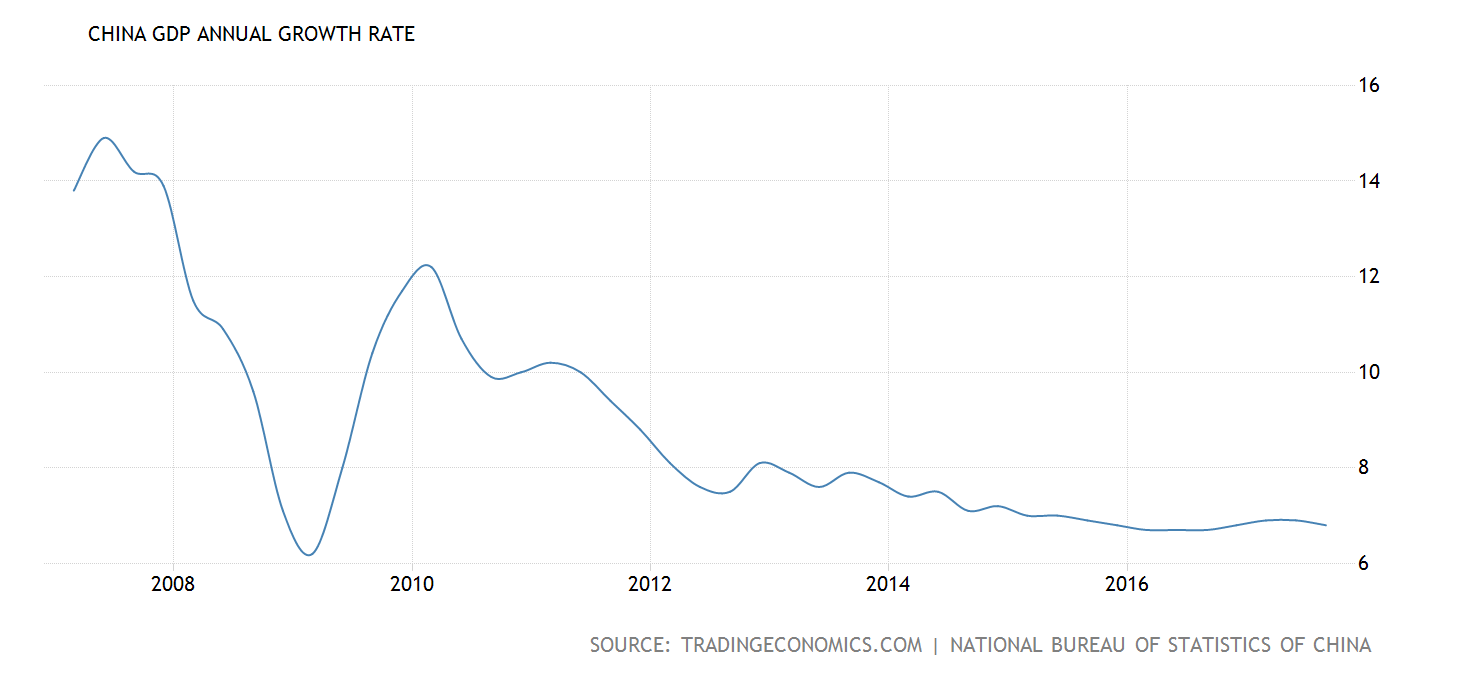 CHINA GDP ANNUAL GROWTH RATE
16
14
12
10
8
6
2008 2010 2012 2014 2016
SOURCE: TRADINGECONOMICS.COM | NATIONAL BUREAU OF STATISTICS OF CHINA